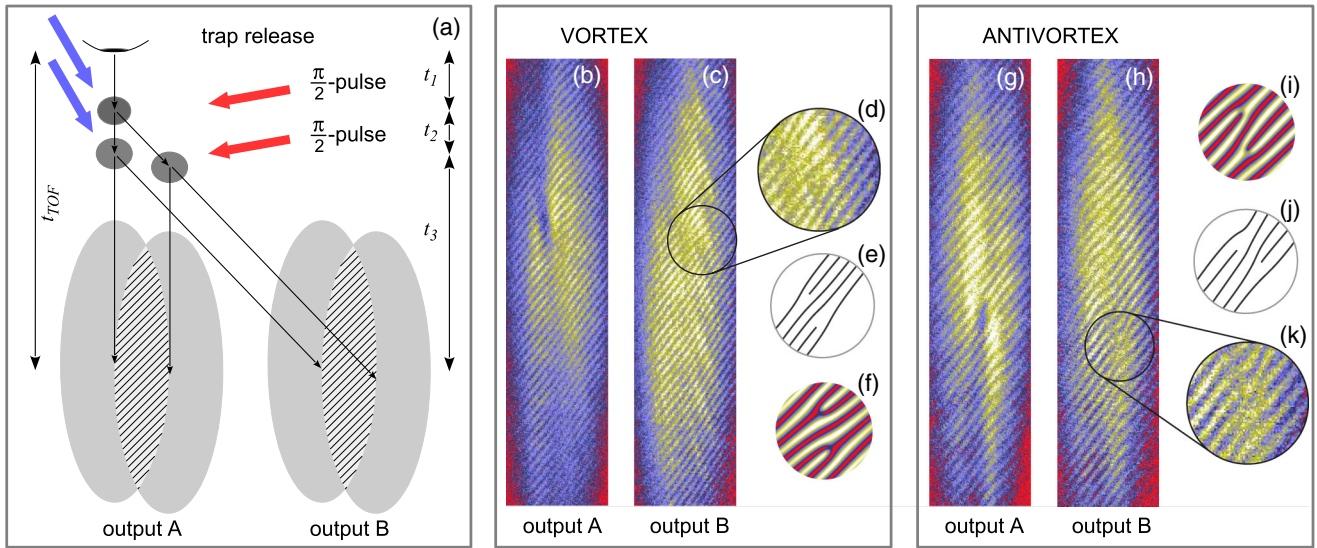 (a)
trap release
π/2-pulse
π/2-pulse
t1
t2
t3
tTOF
output A
output B
VORTEX
(b)
(c)
(d)
(e)
(f)
output A
output B
ANTIVORTEX
(g)
(h)
(i)
(j)
(k)
output A
output B